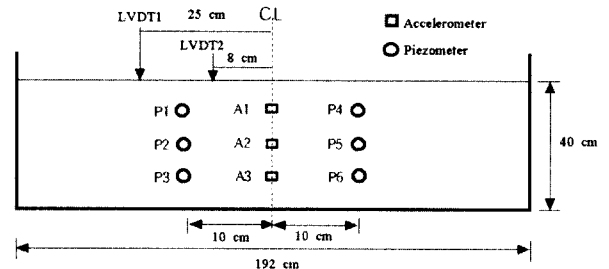 LVDT1 25 cm C.L
Accelerometer
LVDT2
Piezometer
8 cm
P1 A1 P4
P2 A2 P5
40 cm
P3 A3 P6
10 cm 10 cm
192 cm